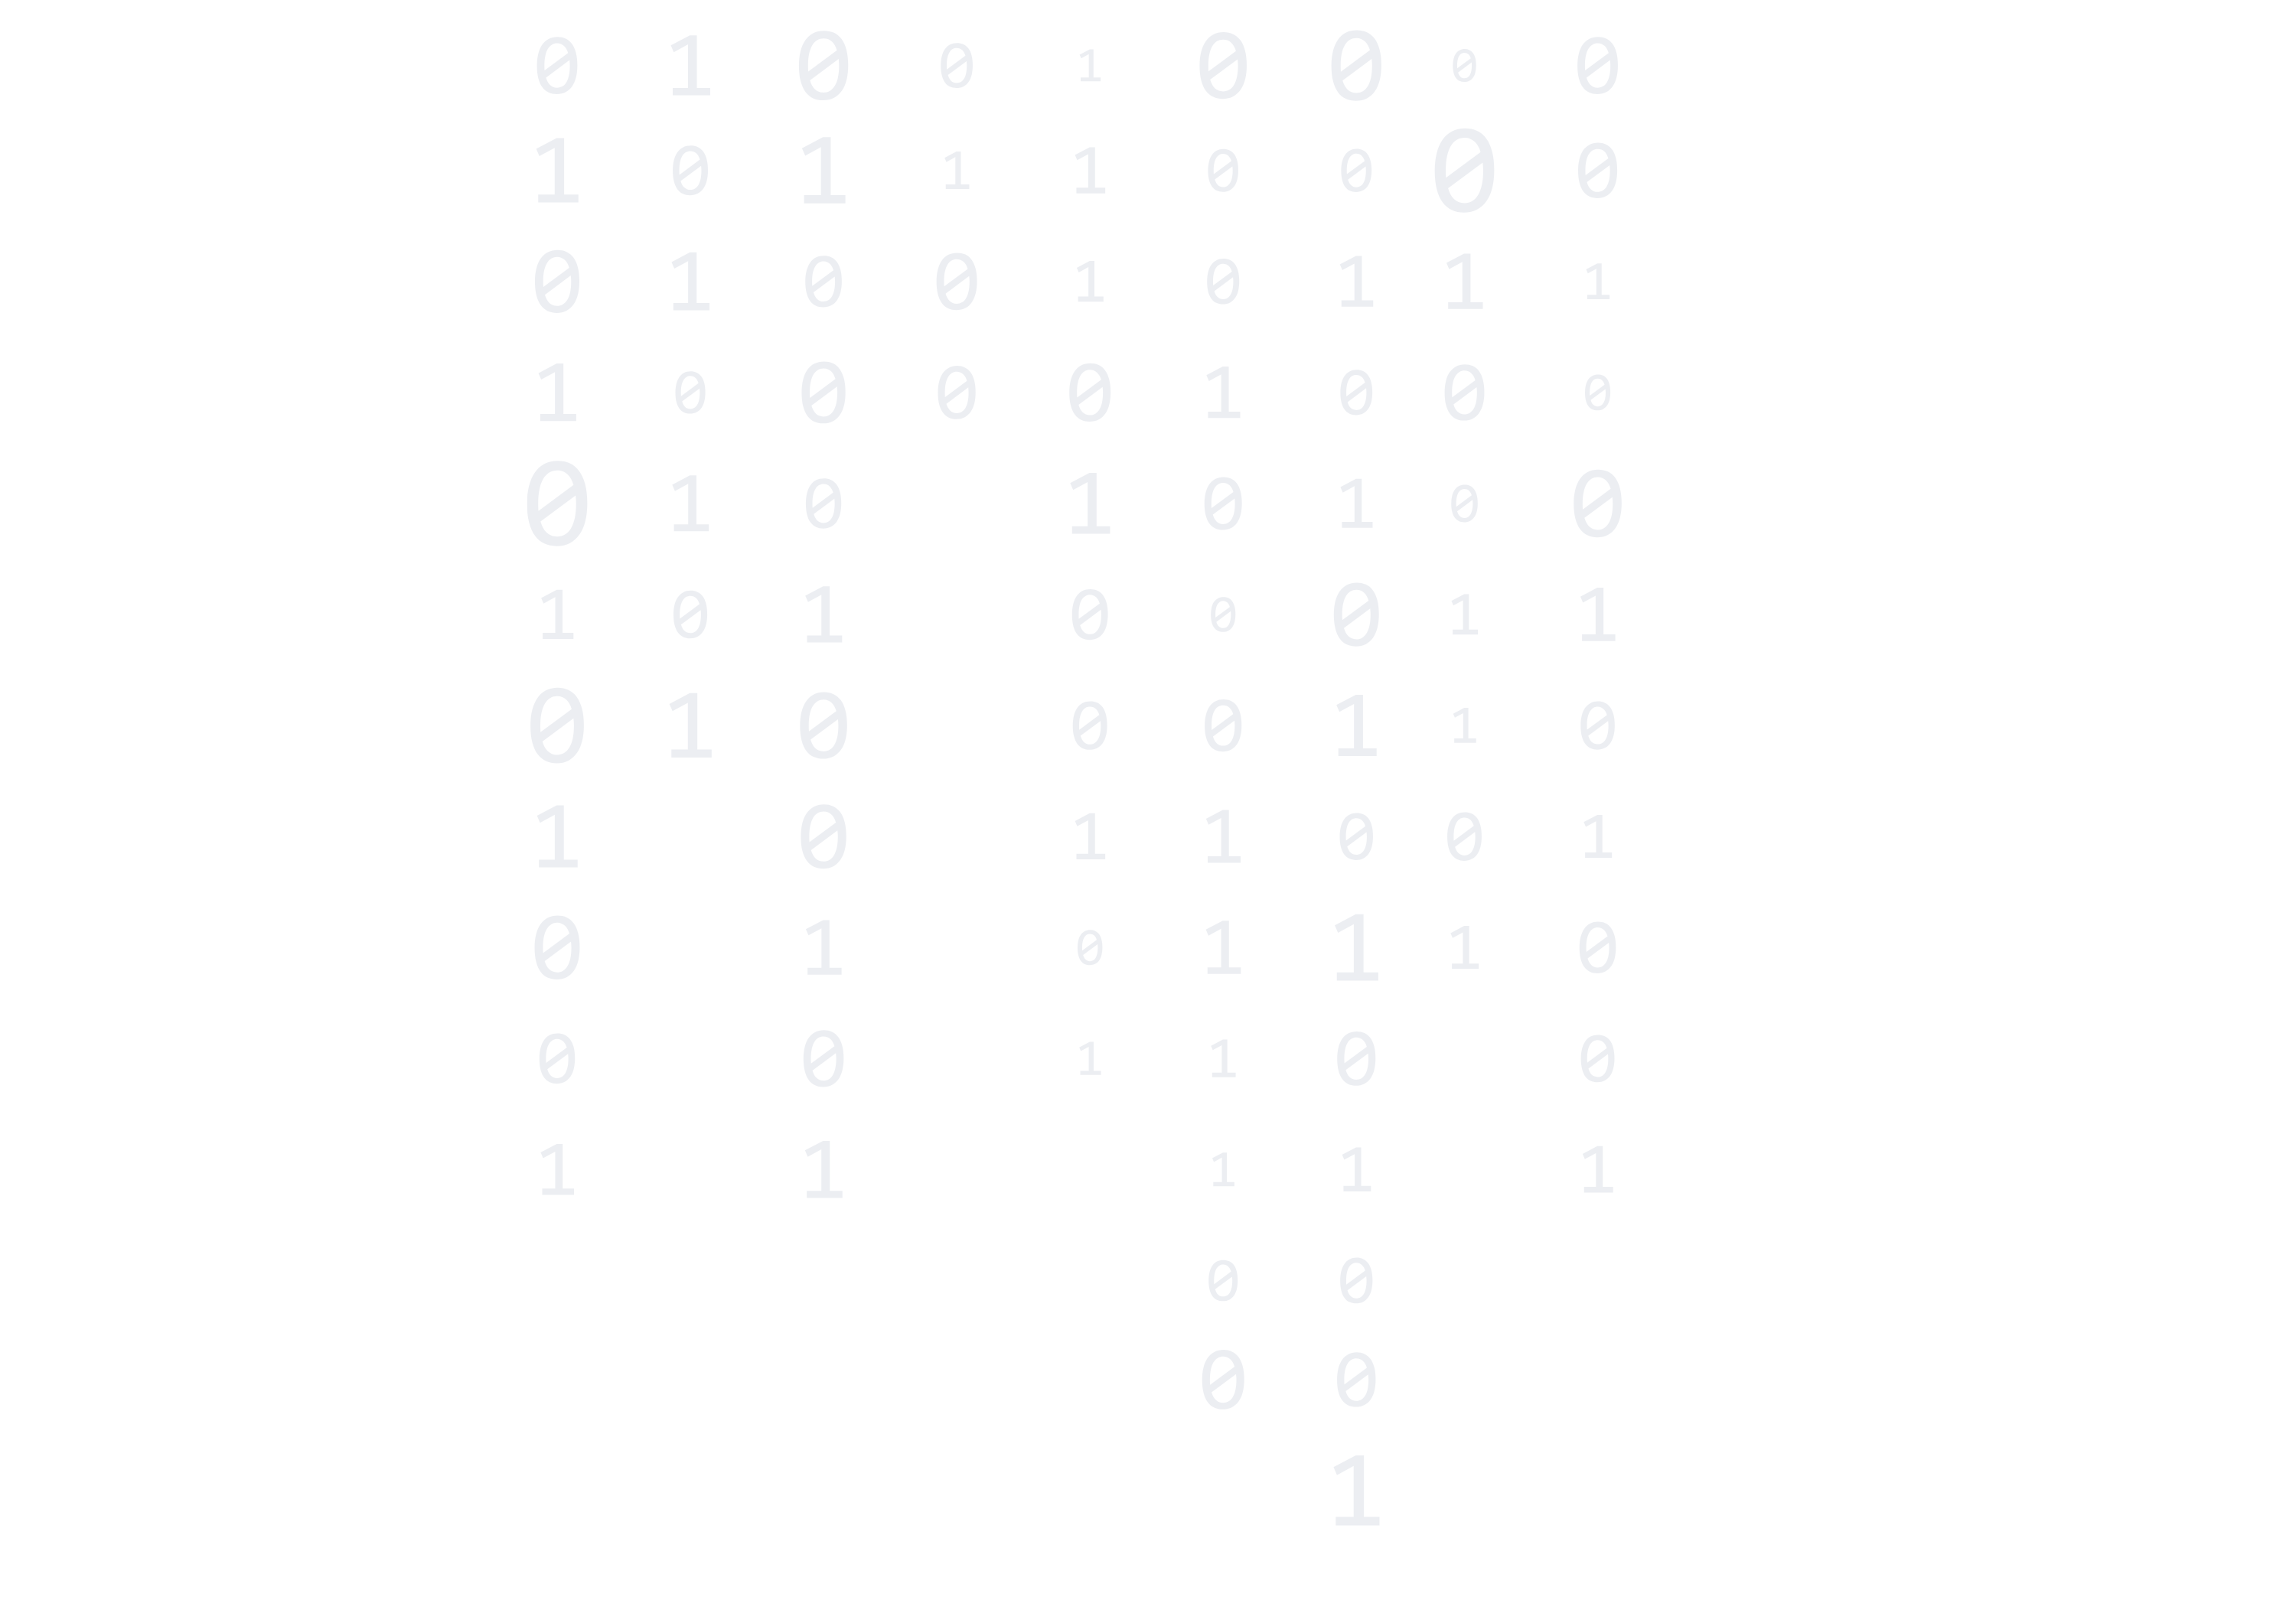 0 1 0 0 1 0 0 0 0
1 0 1 1 1 0 0 0 0
0 1 0 0 1 0 1 1 1
1 0 0 0 0 1 0 0 0
0 1 0 1 0 1 0 0
1 0 1 0 0 0 1 1
0 1 0 0 0 1 1 0
1 0 1 1 0 0 1
0 1 0 1 1 1 0
0 0 1 1 0 0
1 1 1 1 1
0 0
0 0
1